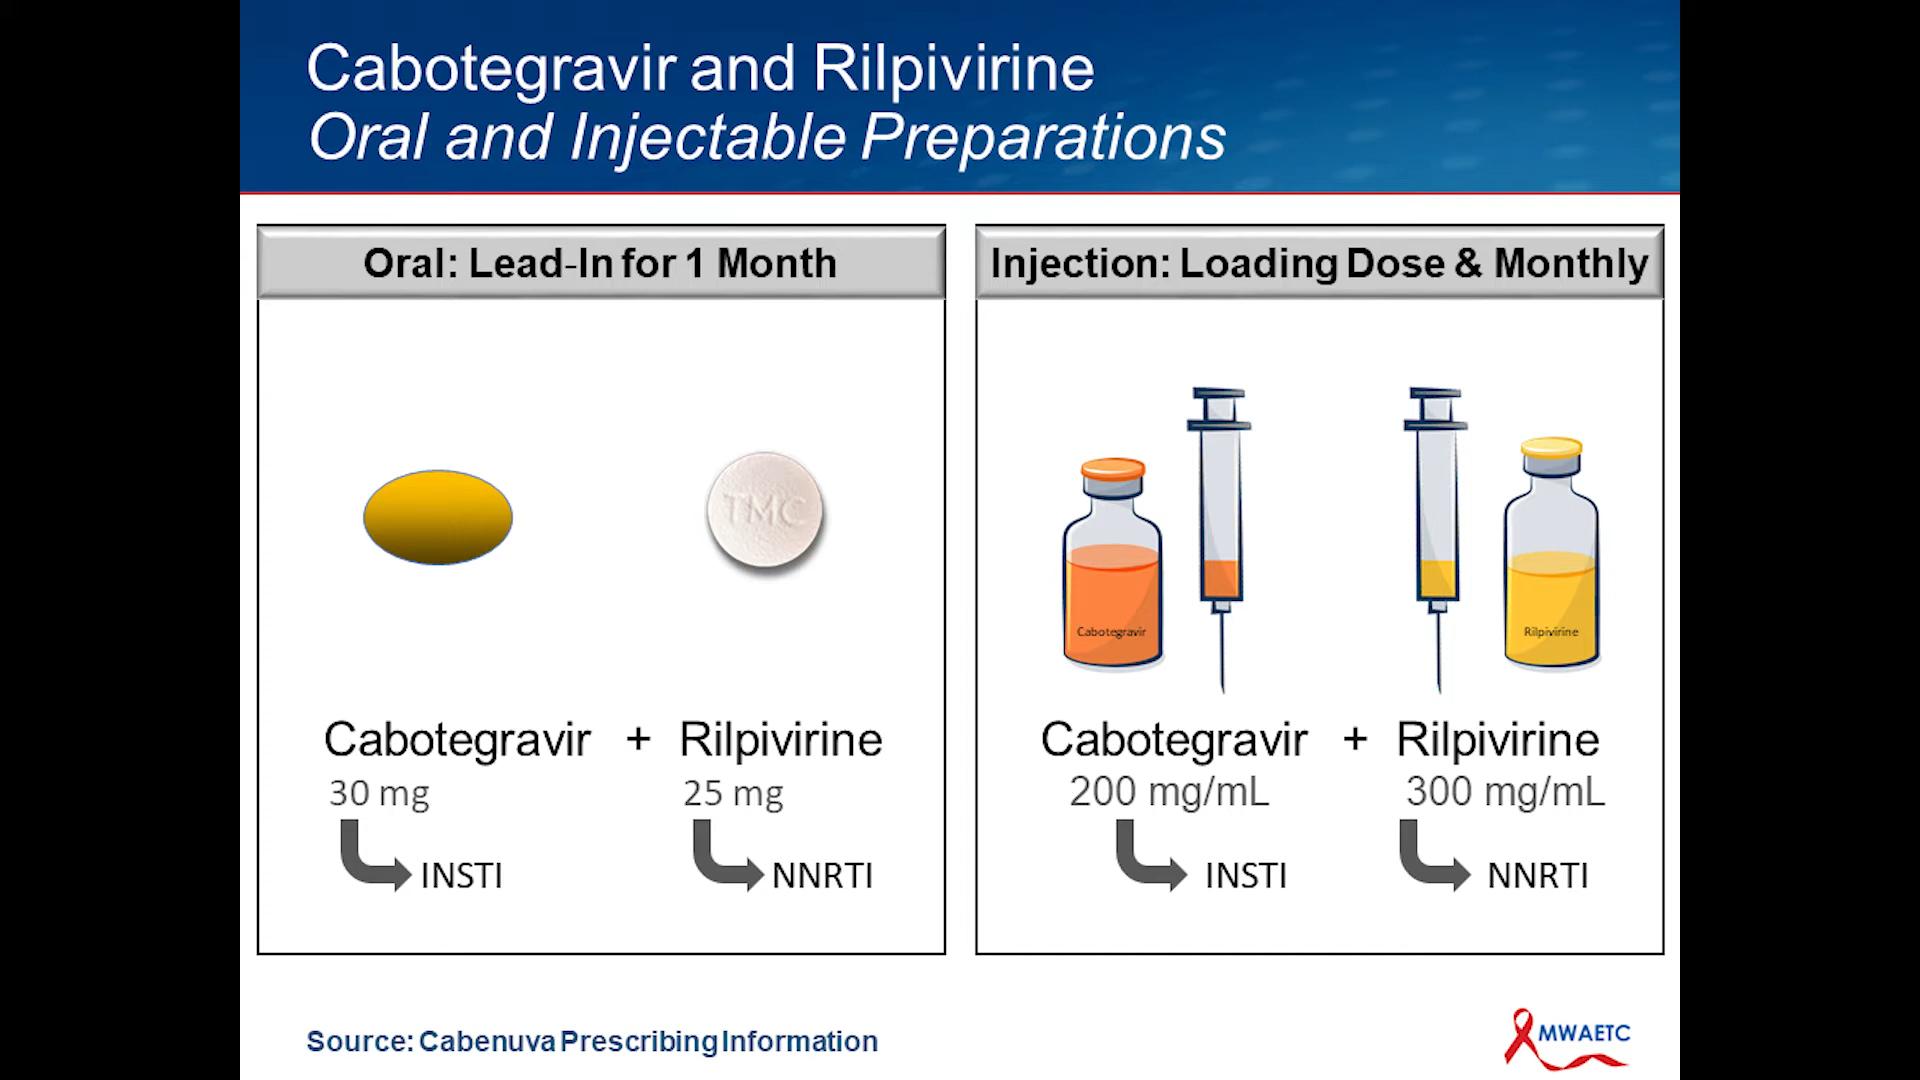 Cabotegravir and Rilpivirine
Oral and Injectable Preparations
Oral: Lead-In for 1 Month
TMC
Cabotegravir + Rilpivirine
30 mg 25 mg
INSTI NNRTI
Injection: Loading Dose & Monthly
Cabotegravir Rilpivirine
Cabotegravir + Rilpivirine
200 mg/mL 300 mg/mL
INSTI NNRTI
Source: Cabenuva Prescribing Information
MWAETC